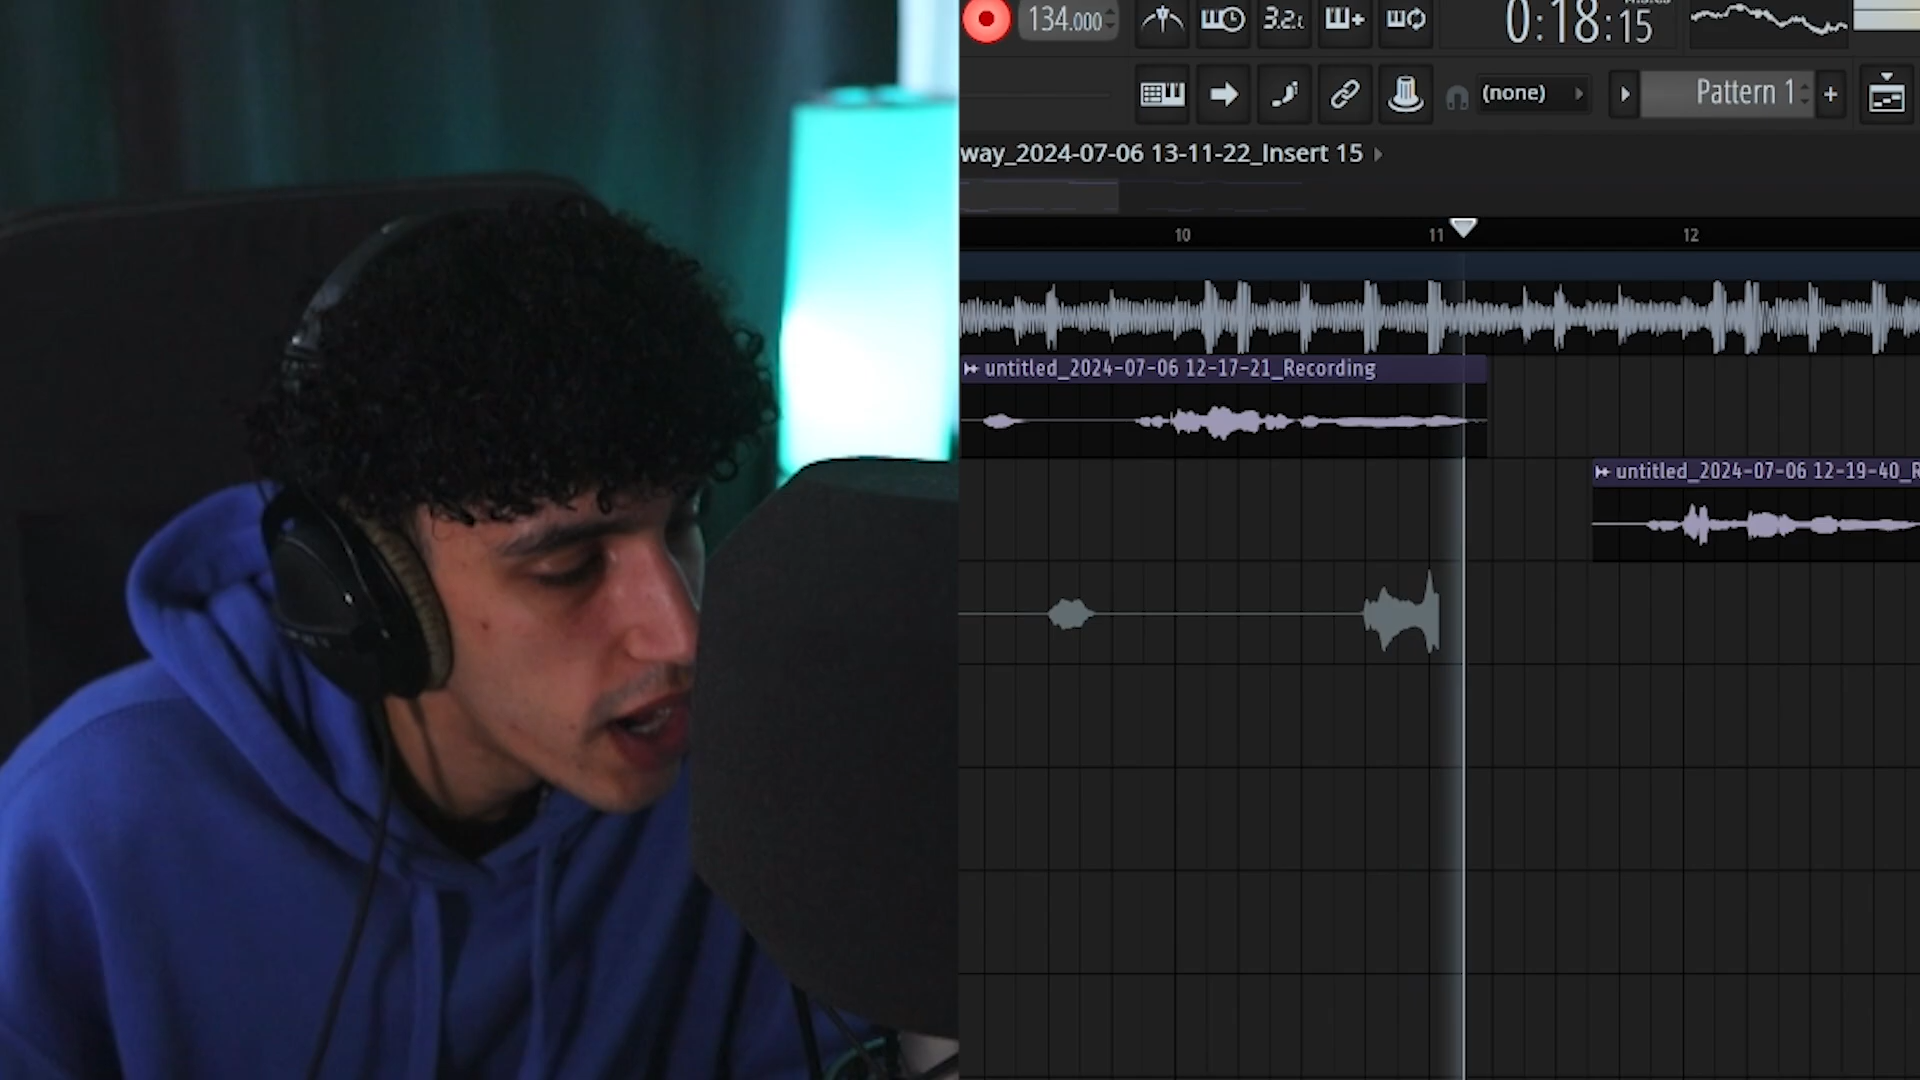 134.000
3.2.
0:18:15
(none)
Pattern 1
+
way_2024-07-06 13-11-22_Insert 15
10 11 12
untitled_2024-07-06 12-17-21_Recording
untitled_2024-07-06 12-19-40_R